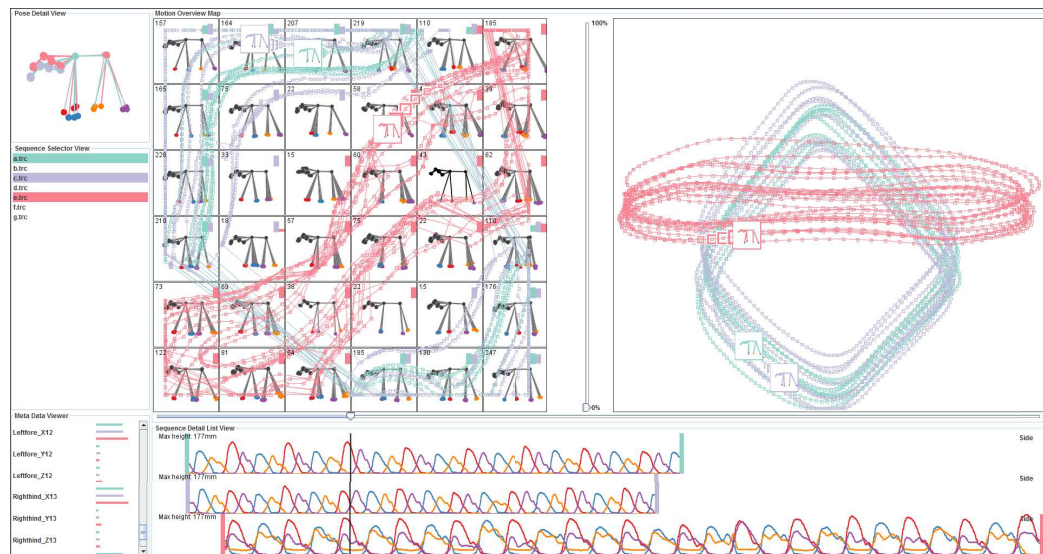 Pose Detail View
Motion Overview Map
157 164 207 219 110 185
100%
165 75 22 58 4 39
Sequence Selector View
a.trc
b.trc
c.trc
d.trc
e.trc
f.trc
g.trc
228 33 15 60 43 62
210 18 57 75 22 110
73 69 38 22 15 176
122 81 64 185 130 247
0%
Meta Data Viewer
Sequence Detail List View
Leftfore_X12
Leftfore_Y12
Leftfore_Z12
Righthind_X13
Righthind_Y13
Righthind_Z13
Max height: 177mm
Side
Max height: 177mm
Side
Max height: 177mm
Side